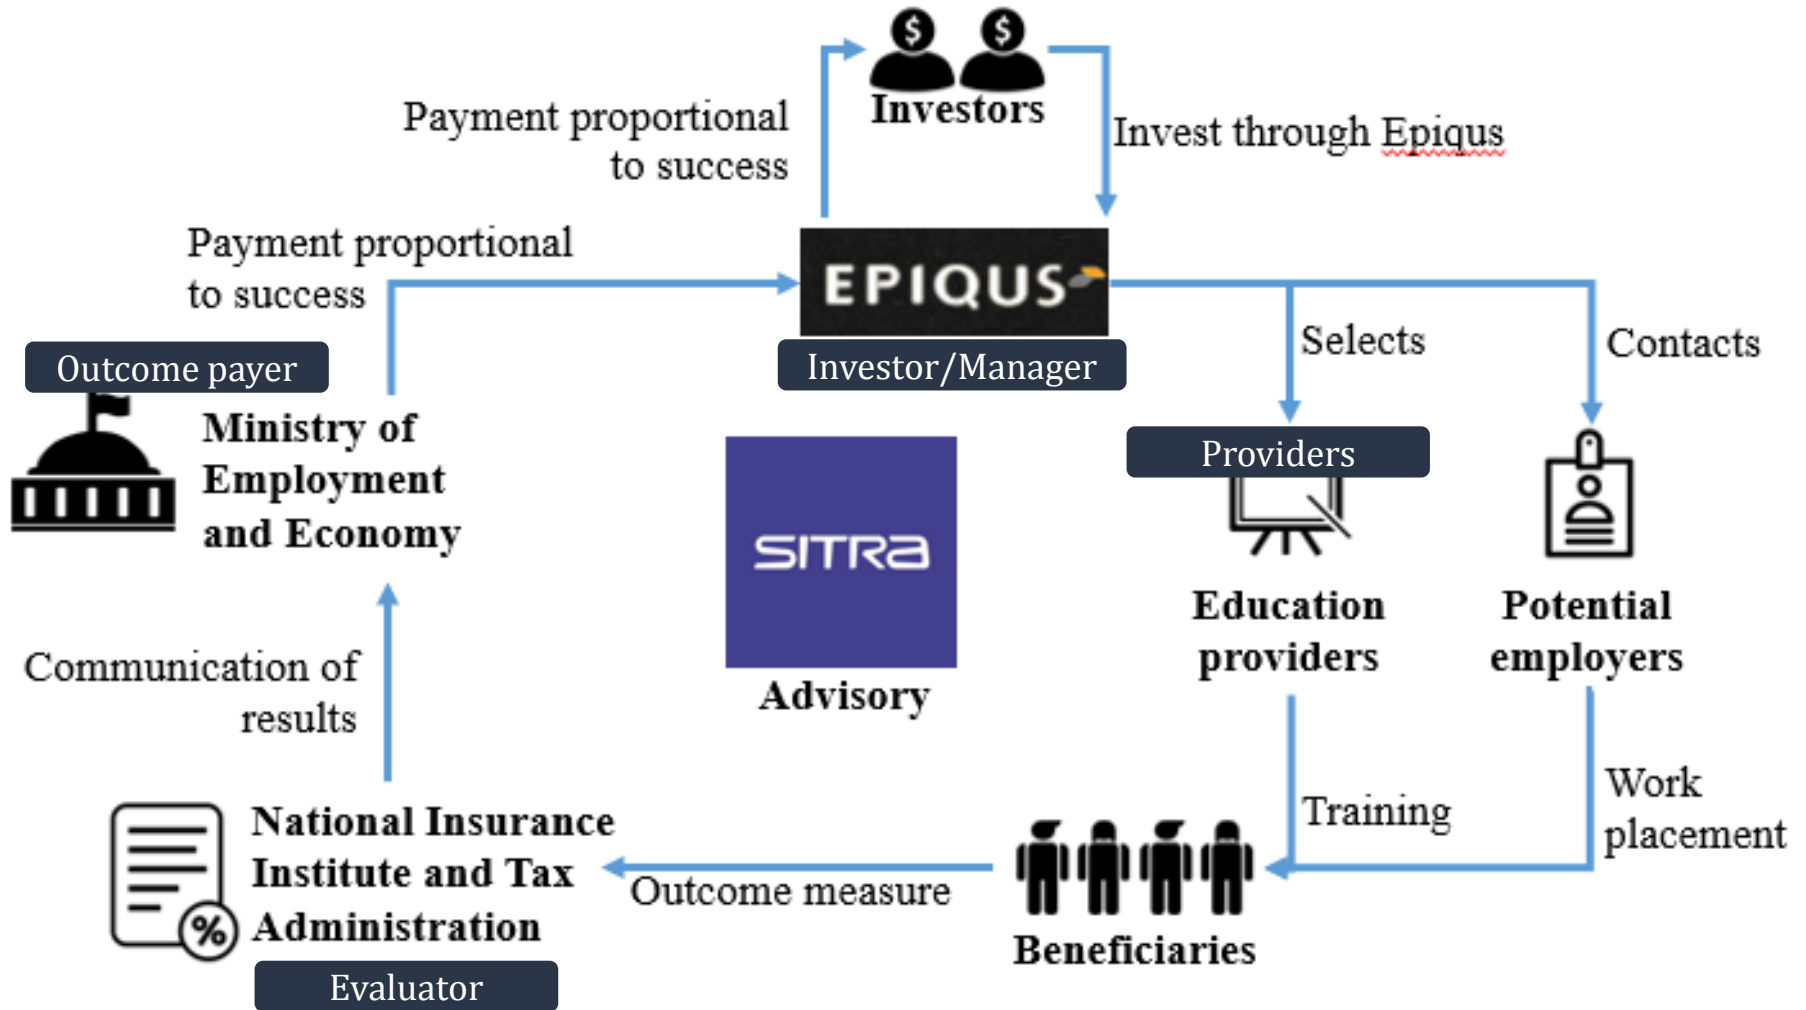 $ $
Investors
Payment proportional
to success
Invest through Epiqus
Payment proportional
to success
EPIQUS
Investor/Manager
Selects
Contacts
Outcome payer
Ministry of
Employment
and Economy
SITRA
Advisory
Providers
Education
providers
Potential
employers
Communication of
results
Training
Work
placement
National Insurance
Institute and Tax
Administration
%
Evaluator
Outcome measure
Beneficiaries